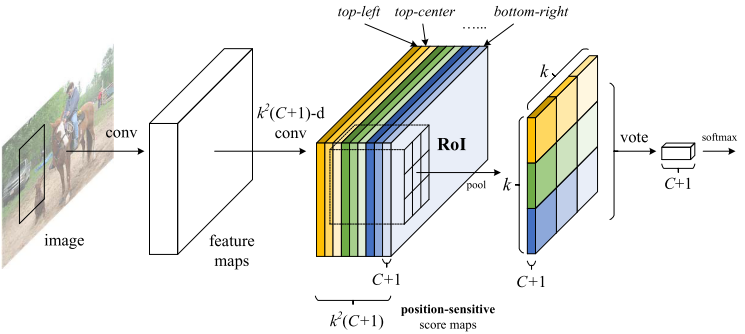 top-left top-center ...... bottom-right
image
conv
feature
maps
k²(C+1)-d
conv
RoI
pool
C+1
k²(C+1)
position-sensitive
score maps
k
k
C+1
vote
C+1
softmax